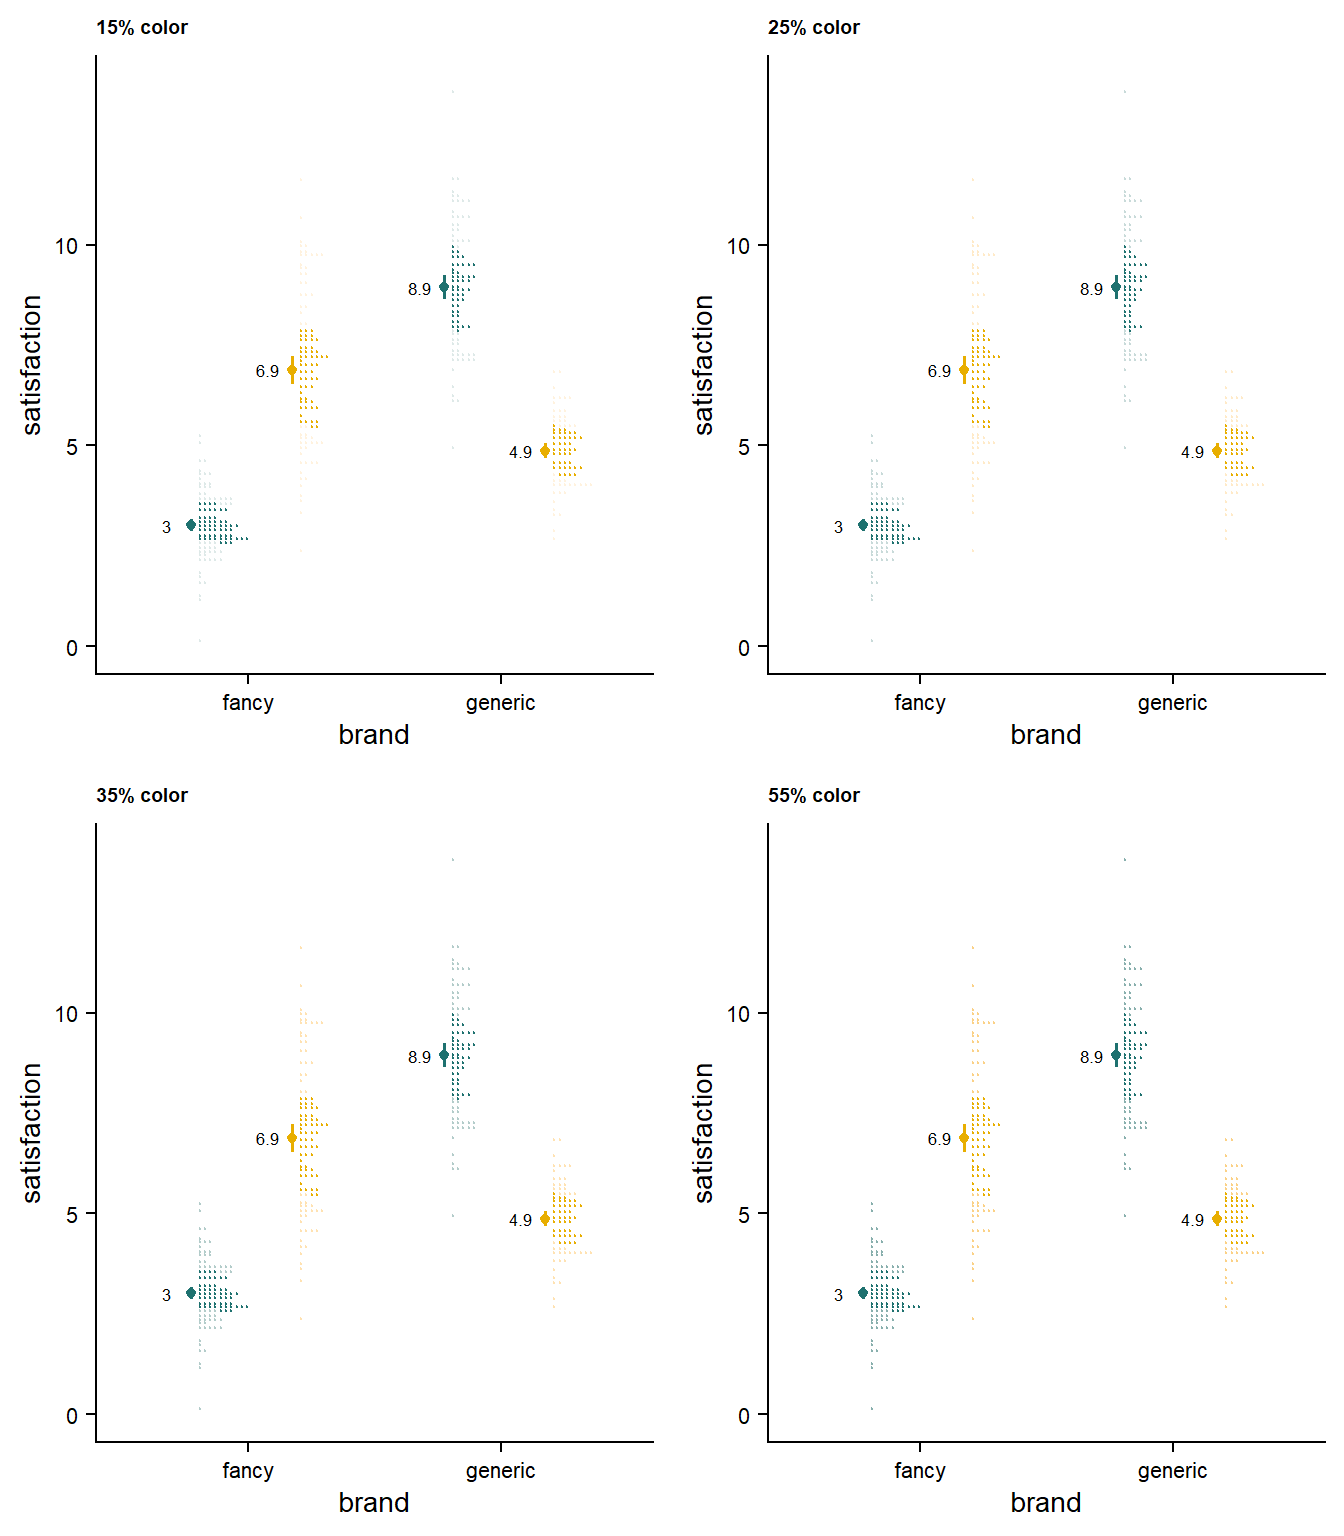 15% color
satisfaction
10
5
0
8.9
6.9
4.9
3
fancy
generic
brand
25% color
satisfaction
10
5
0
8.9
6.9
4.9
3
fancy
generic
brand
35% color
satisfaction
10
5
0
8.9
6.9
4.9
3
fancy
generic
brand
55% color
satisfaction
10
5
0
8.9
6.9
4.9
3
fancy
generic
brand